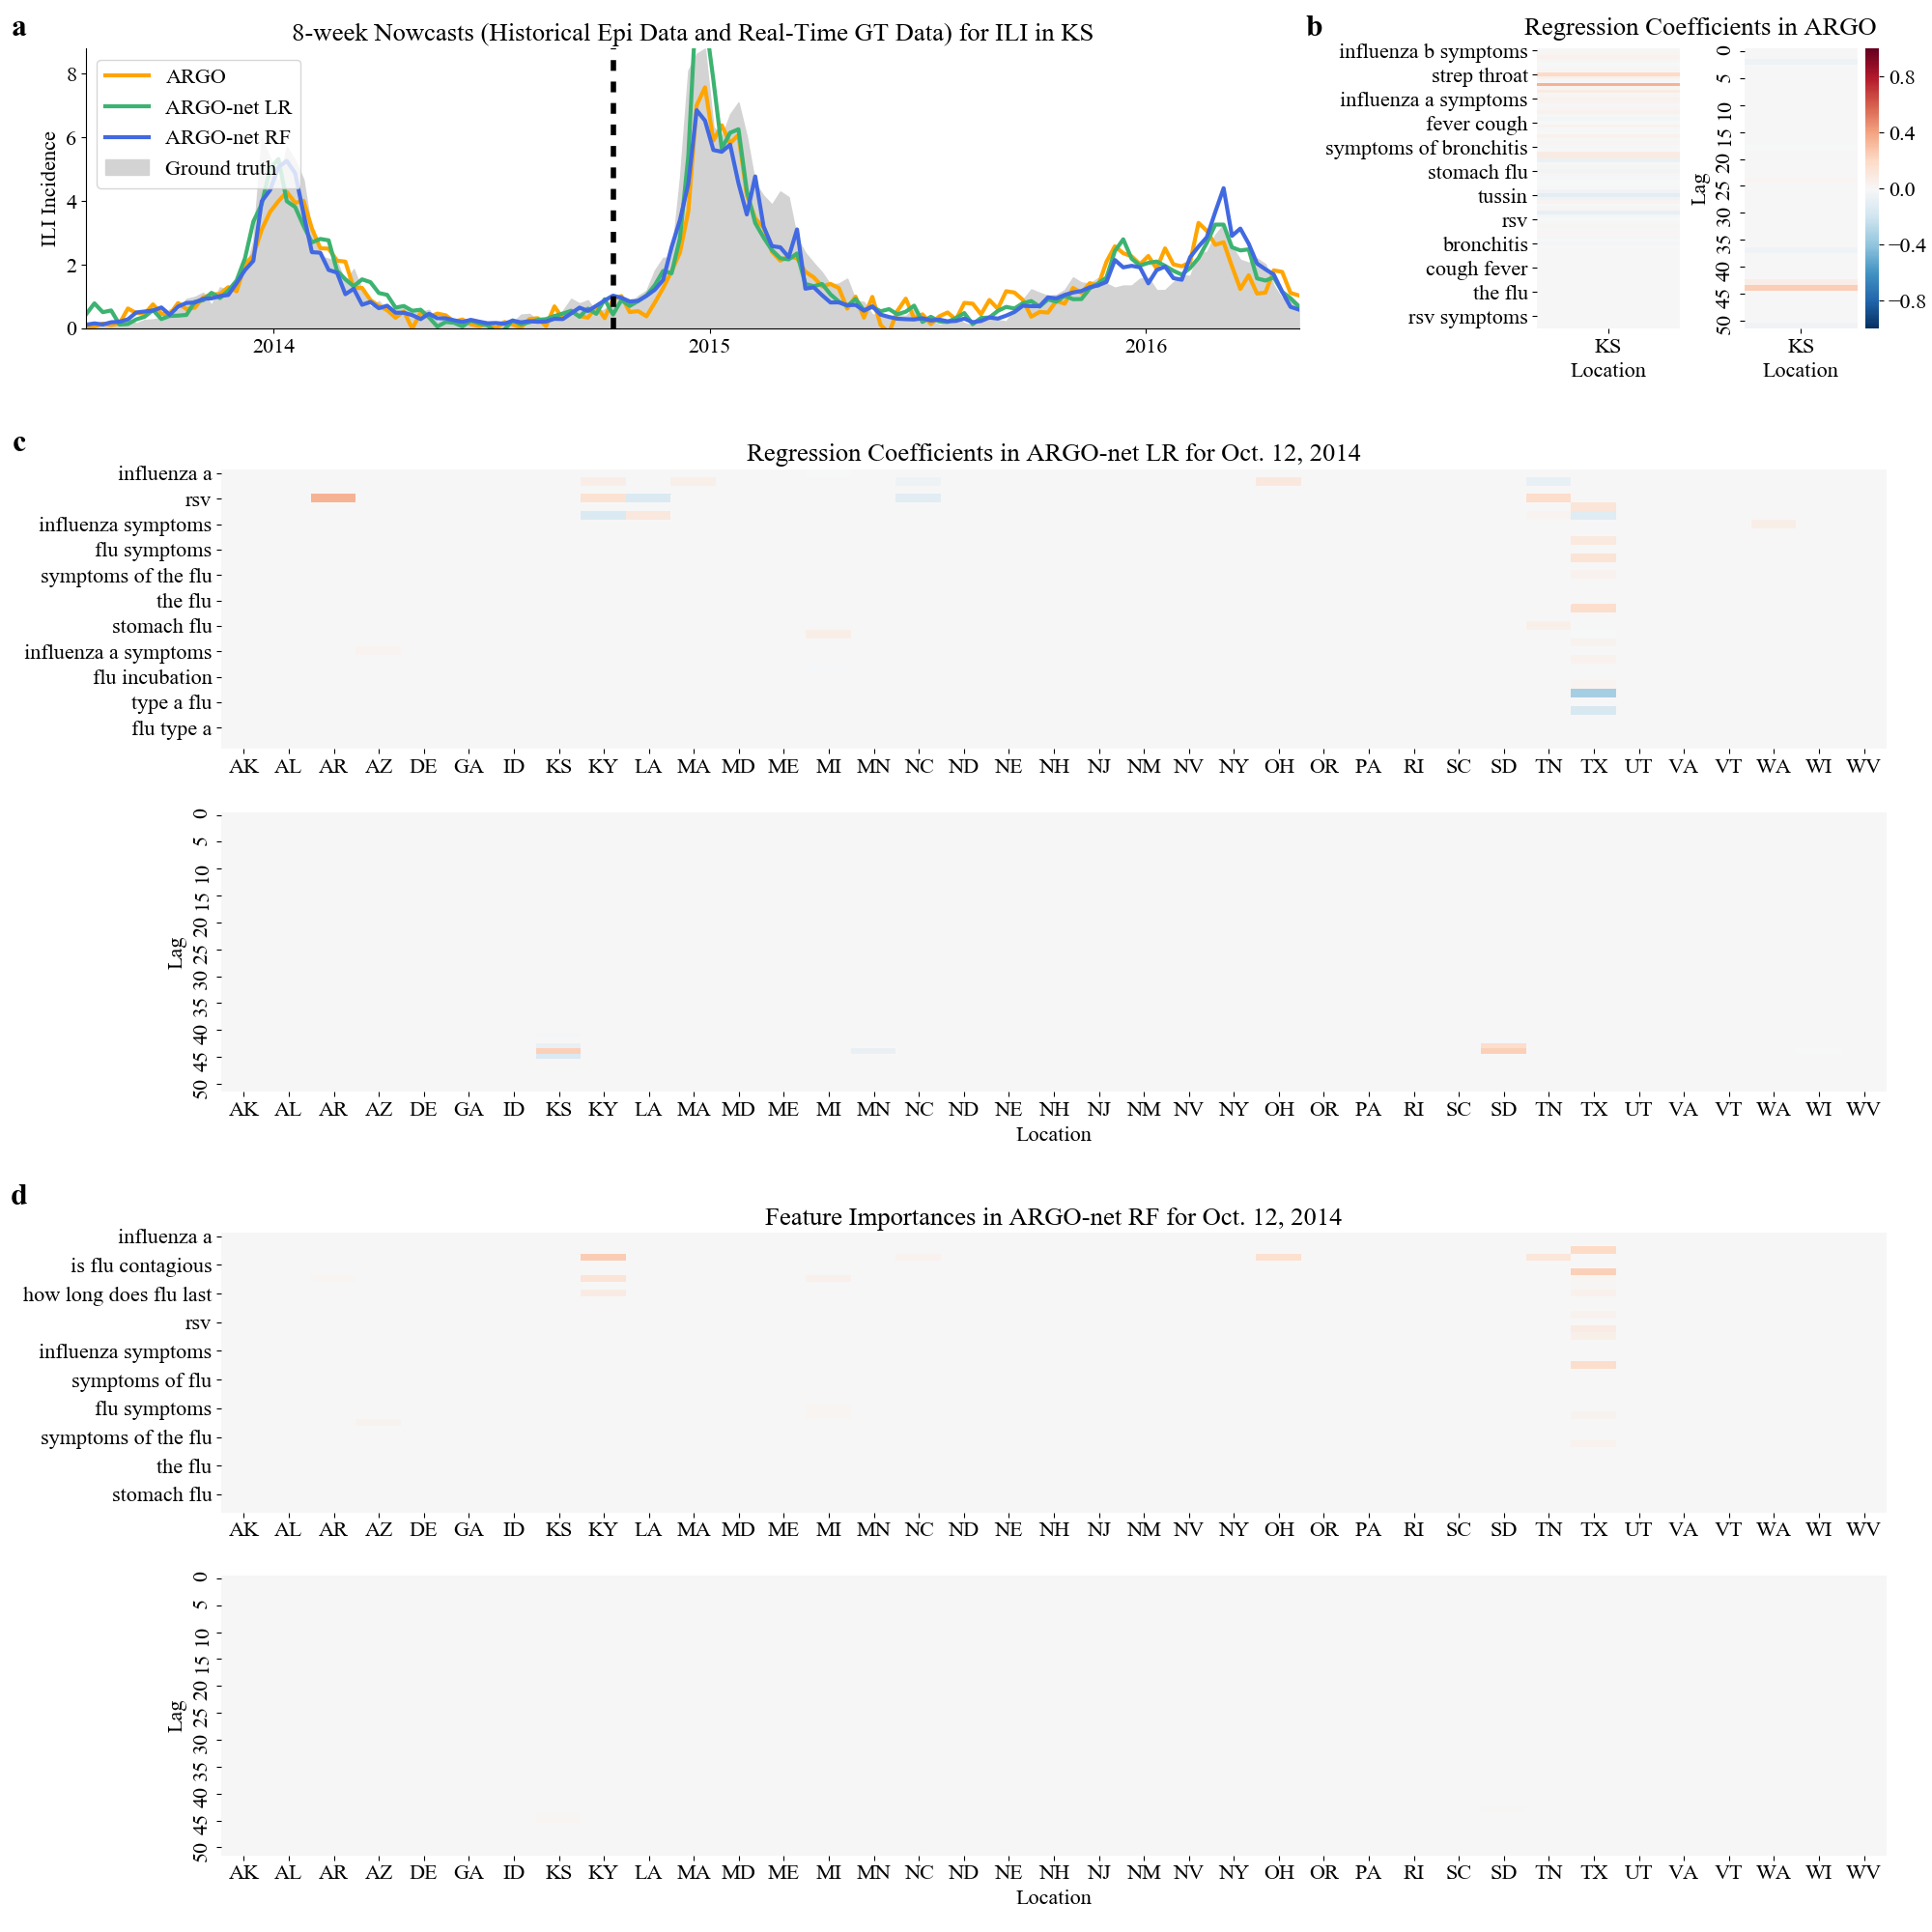 a
8-week Nowcasts (Historical Epi Data and Real-Time GT Data) for ILI in KS
ILI Incidence
8
6
4
2
0
ARGO
ARGO-net LR
ARGO-net RF
Ground truth
2014 2015 2016
b
Regression Coefficients in ARGO
influenza b symptoms
strep throat
influenza a symptoms
fever cough
symptoms of bronchitis
stomach flu
tussin
rsv
bronchitis
cough fever
the flu
rsv symptoms
KS
Location
Lag
0
5
10
15
20
25
30
35
40
45
50
KS
Location
0.8
0.4
0.0
−0.4
−0.8
c
Regression Coefficients in ARGO-net LR for Oct. 12, 2014
influenza a
rsv
influenza symptoms
flu symptoms
symptoms of the flu
the flu
stomach flu
influenza a symptoms
flu incubation
type a flu
flu type a
AK AL AR AZ DE GA ID KS KY LA MA MD ME MI MN NC ND NE NH NJ NM NV NY OH OR PA RI SC SD TN TX UT VA VT WA WI WV
Lag
0
5
10
15
20
25
30
35
40
45
50
AK AL AR AZ DE GA ID KS KY LA MA MD ME MI MN NC ND NE NH NJ NM NV NY OH OR PA RI SC SD TN TX UT VA VT WA WI WV
Location
d
Feature Importances in ARGO-net RF for Oct. 12, 2014
influenza a
is flu contagious
how long does flu last
rsv
influenza symptoms
symptoms of flu
flu symptoms
symptoms of the flu
the flu
stomach flu
AK AL AR AZ DE GA ID KS KY LA MA MD ME MI MN NC ND NE NH NJ NM NV NY OH OR PA RI SC SD TN TX UT VA VT WA WI WV
Lag
0
5
10
15
20
25
30
35
40
45
50
AK AL AR AZ DE GA ID KS KY LA MA MD ME MI MN NC ND NE NH NJ NM NV NY OH OR PA RI SC SD TN TX UT VA VT WA WI WV
Location